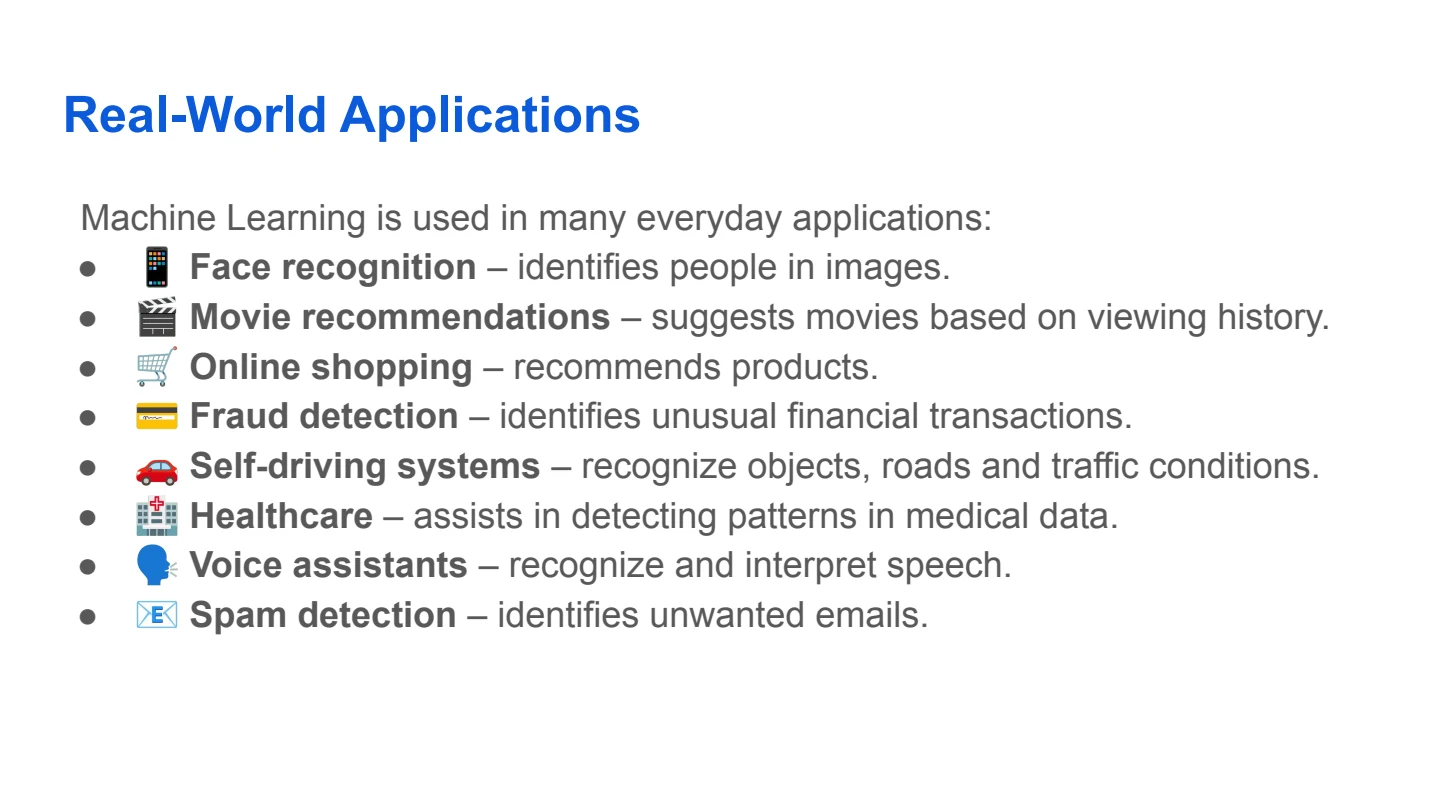 Real-World Applications
Machine Learning is used in many everyday applications:
● 📱 Face recognition – identifies people in images.
● 🎬 Movie recommendations – suggests movies based on viewing history.
● 🛒 Online shopping – recommends products.
● 💳 Fraud detection – identifies unusual financial transactions.
● 🚗 Self-driving systems – recognize objects, roads and traffic conditions.
● 🏥 Healthcare – assists in detecting patterns in medical data.
● 🗣️ Voice assistants – recognize and interpret speech.
● 📧 Spam detection – identifies unwanted emails.